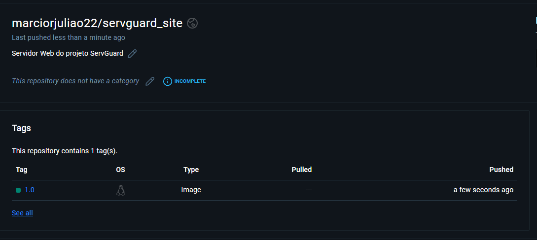 marciorjuliao22/servguard_site
Last pushed less than a minute ago
Servidor Web do projeto ServGuard
This repository does not have a category INCOMPLETE
Tags
This repository contains 1 tag(s).
Tag OS Type Pulled Pushed
1.0 Image a few seconds ago
See all